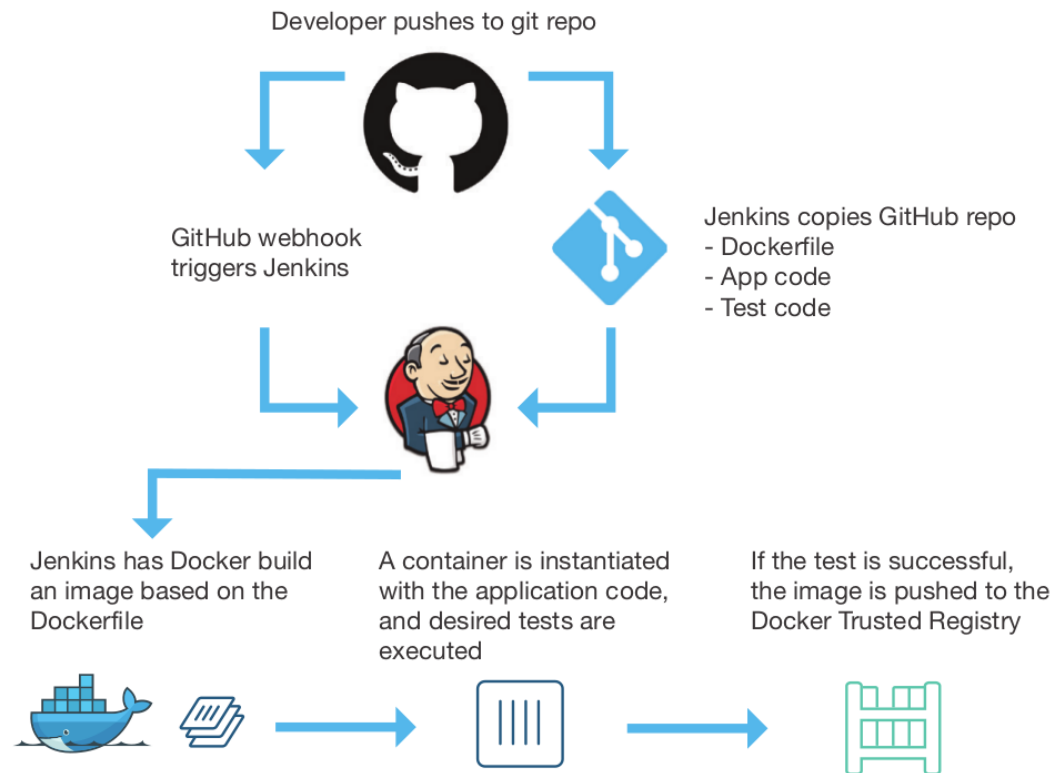 Developer pushes to git repo
GitHub webhook
triggers Jenkins
Jenkins copies GitHub repo
- Dockerfile
- App code
- Test code
Jenkins has Docker build
an image based on the
Dockerfile
A container is instantiated
with the application code,
and desired tests are
executed
If the test is successful,
the image is pushed to the
Docker Trusted Registry